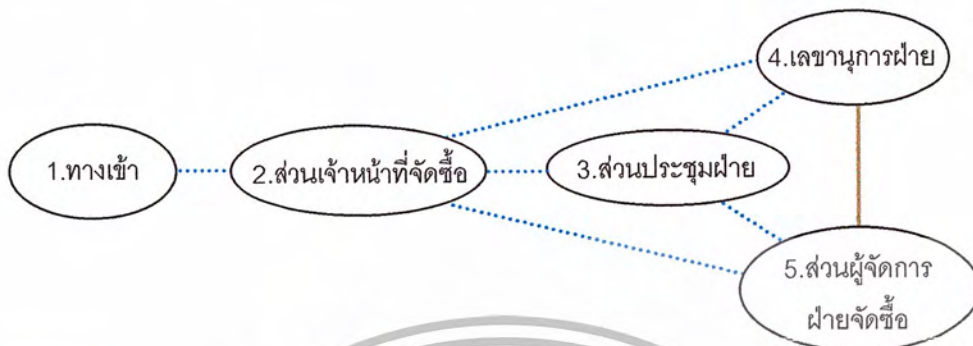 4.เลขานุการฝ่าย
1.ทางเข้า
2.ส่วนเจ้าหน้าที่จัดซื้อ
3.ส่วนประชุมฝ่าย
5.ส่วนผู้จัดการ
ฝ่ายจัดซื้อ